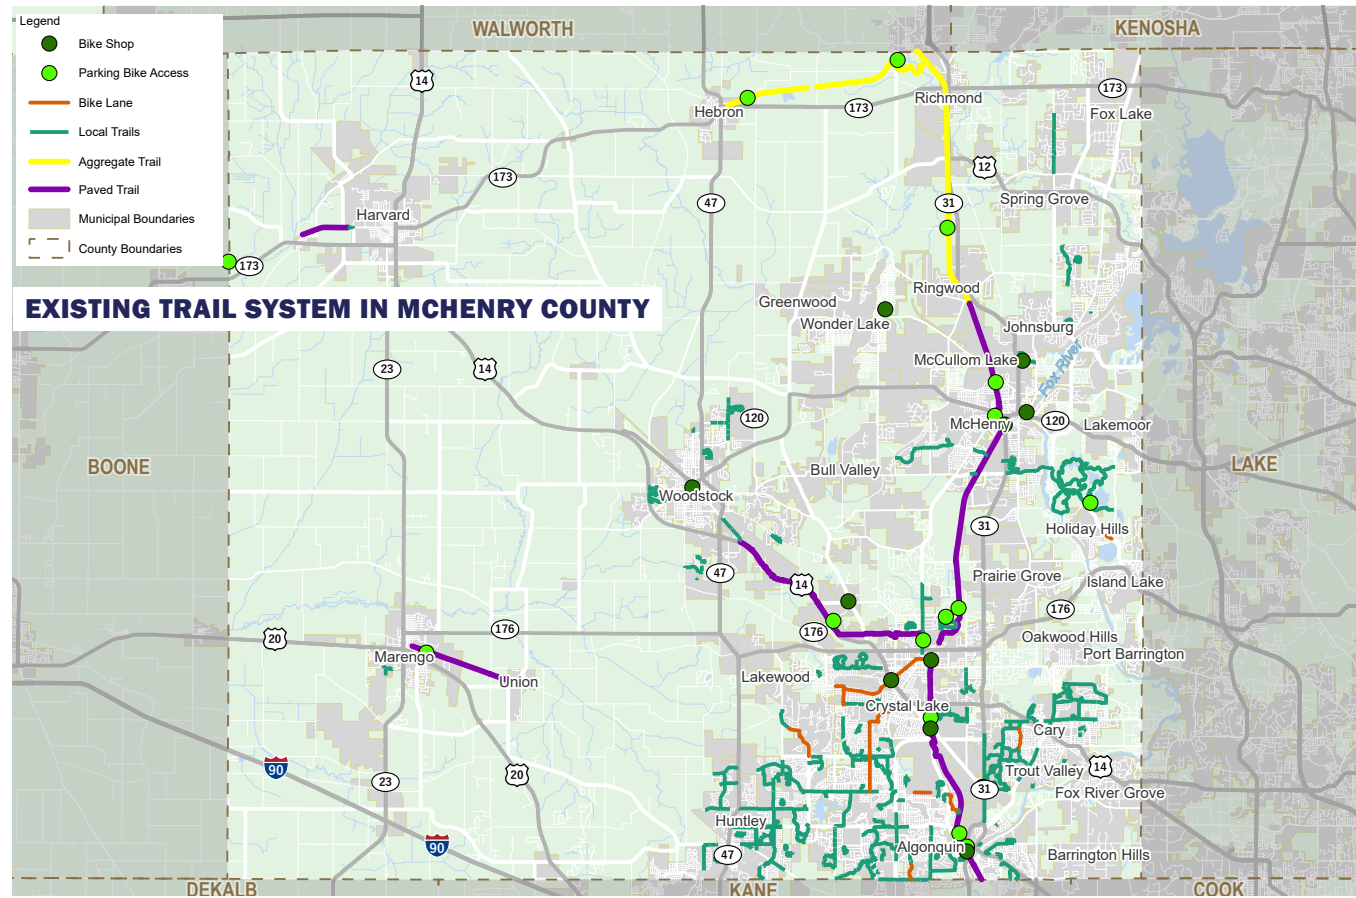 WALWORTH
KENOSHA
Legend
Bike Shop
Parking Bike Access
Bike Lane
Local Trails
Aggregate Trail
Paved Trail
Municipal Boundaries
County Boundaries
14
173
Richmond
173
Fox Lake
Hebron
12
173
Spring Grove
47
31
Harvard
173
EXISTING TRAIL SYSTEM IN MCHENRY COUNTY
Ringwood
Greenwood
Wonder Lake
Johnsburg
McCullom Lake
Fox River
23
14
120
McHenry
120
Lakemoor
BOONE
LAKE
Bull Valley
Woodstock
31
Holiday Hills
47
14
Prairie Grove
Island Lake
176
20
176
176
Oakwood Hills
Port Barrington
Marengo
Union
Lakewood
Crystal Lake
Cary
90
20
23
Trout Valley
14
31
Fox River Grove
Huntley
90
47
Algonquin
Barrington Hills
DEKALB
KANE
COOK